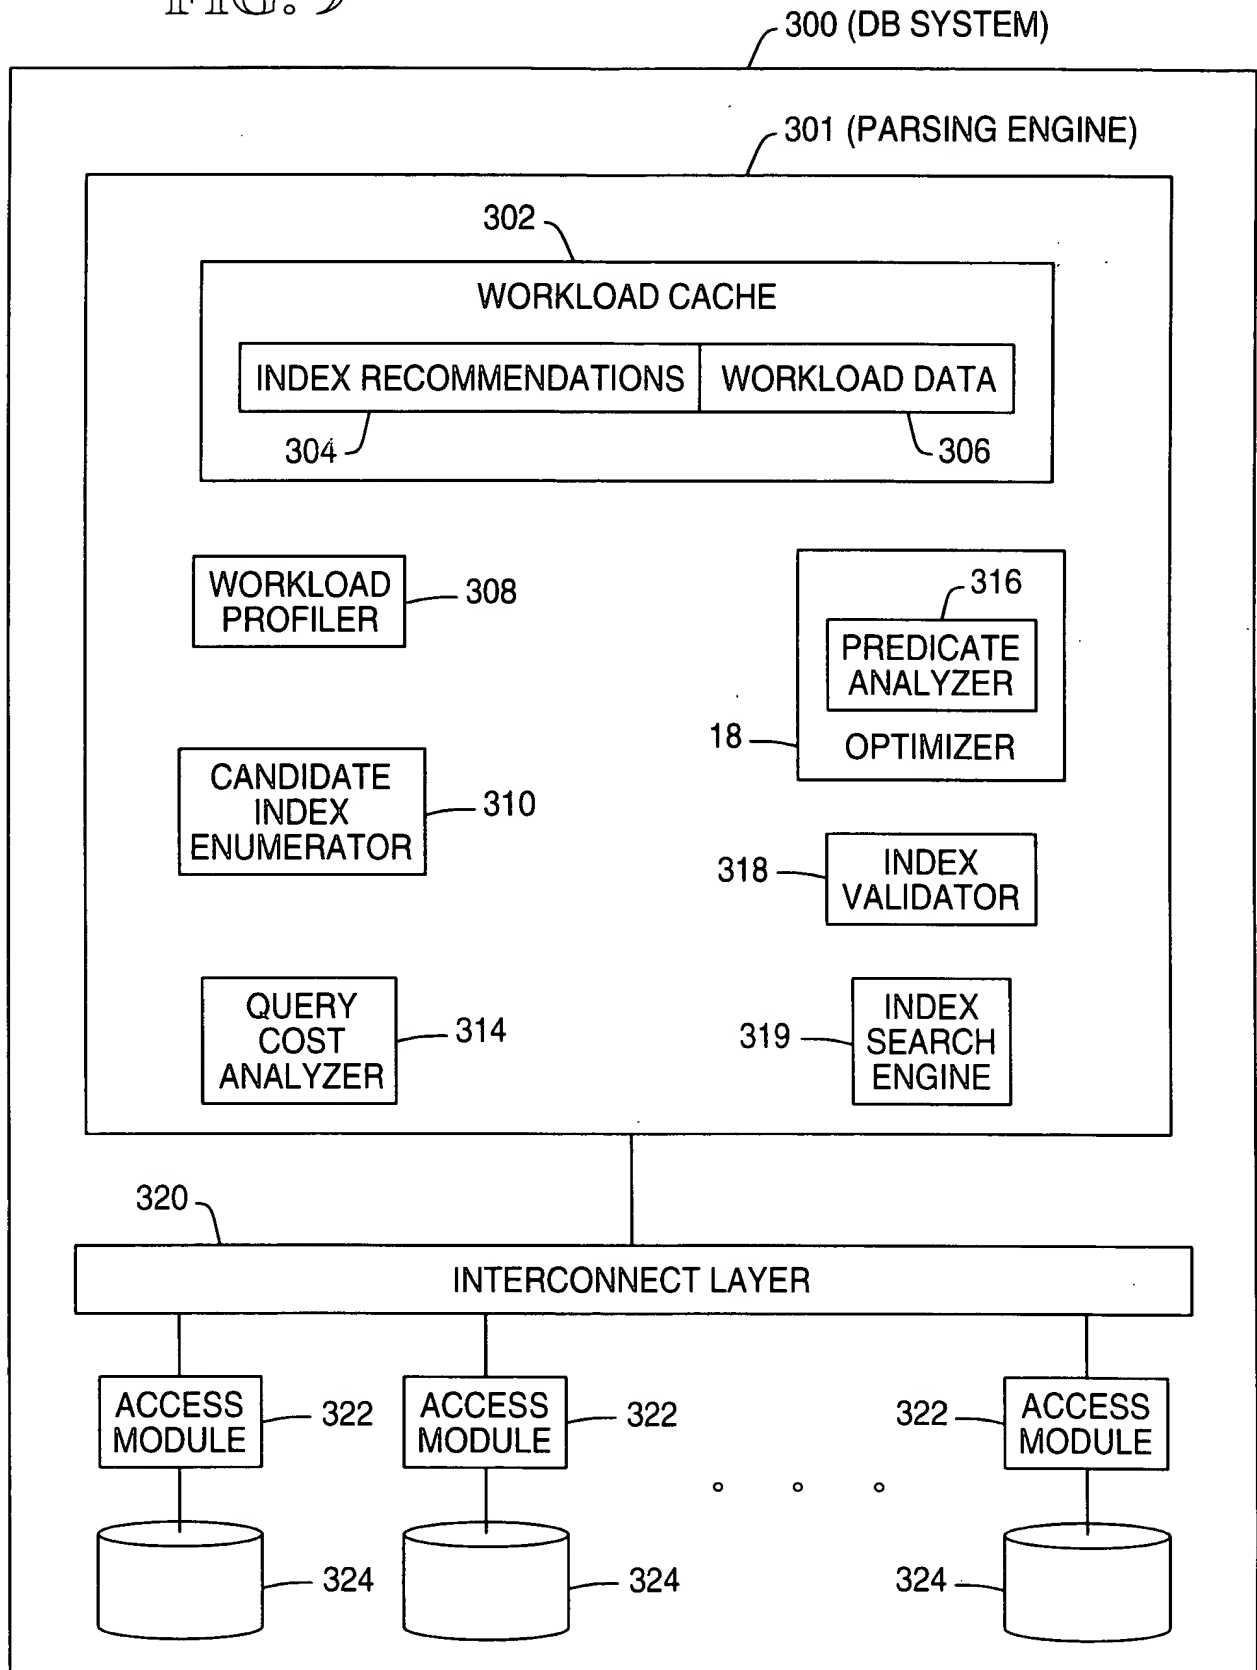 300 (DB SYSTEM)
301 (PARSING ENGINE)
302
WORKLOAD CACHE
INDEX RECOMMENDATIONS
WORKLOAD DATA
304
306
WORKLOAD
PROFILER
308
316
PREDICATE
ANALYZER
18
OPTIMIZER
CANDIDATE
INDEX
ENUMERATOR
310
318
INDEX
VALIDATOR
QUERY
COST
ANALYZER
314
319
INDEX
SEARCH
ENGINE
320
INTERCONNECT LAYER
ACCESS
MODULE
322
ACCESS
MODULE
322
322
ACCESS
MODULE
324
324
324